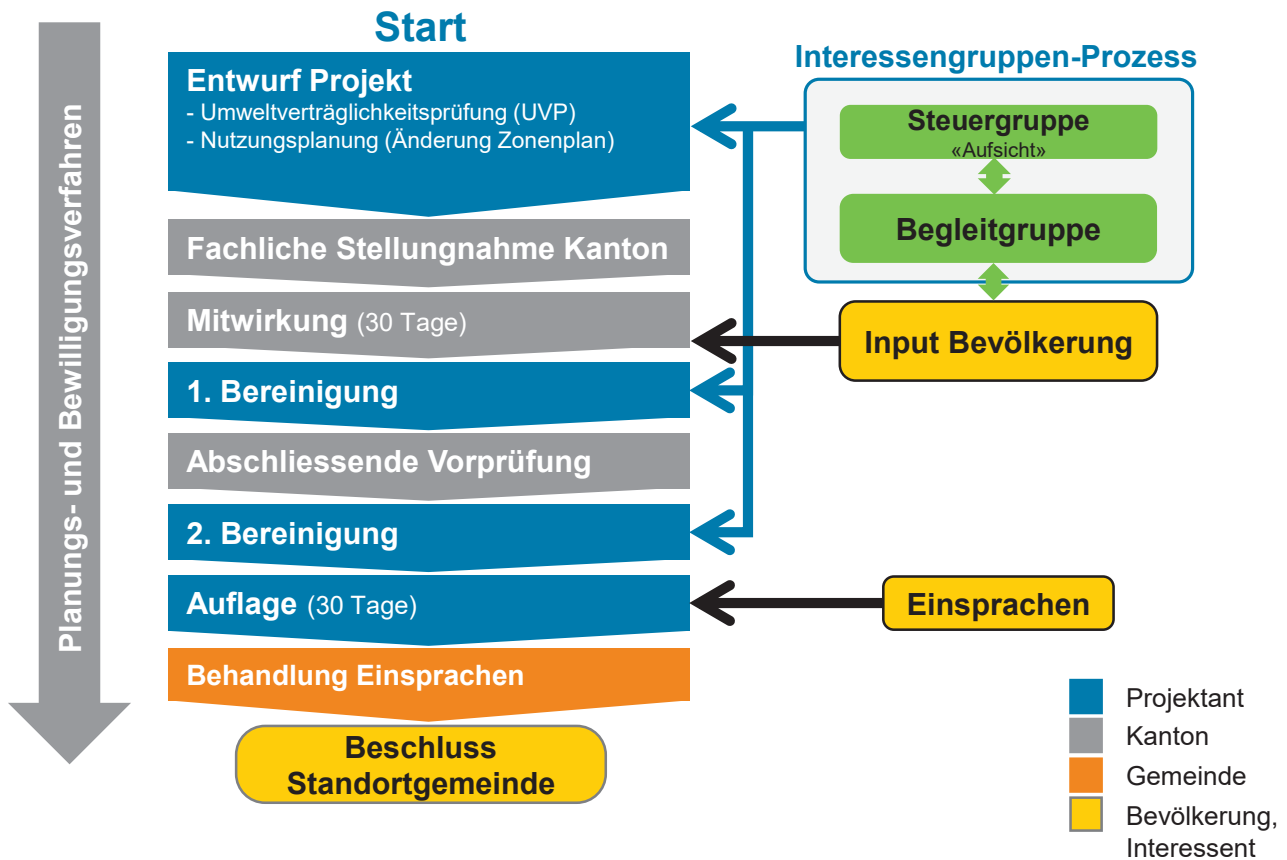 Planungs- und Bewilligungsverfahren
Start
Entwurf Projekt
- Umweltverträglichkeitsprüfung (UVP)
- Nutzungsplanung (Änderung Zonenplan)
Fachliche Stellungnahme Kanton
Mitwirkung (30 Tage)
1. Bereinigung
Abschliessende Vorprüfung
2. Bereinigung
Auflage (30 Tage)
Behandlung Einsprachen
Beschluss
Standortgemeinde
Interessengruppen-Prozess
Steuergruppe
«Aufsicht»
Begleitgruppe
Input Bevölkerung
Einsprachen
Projektant
Kanton
Gemeinde
Bevölkerung,
Interessent